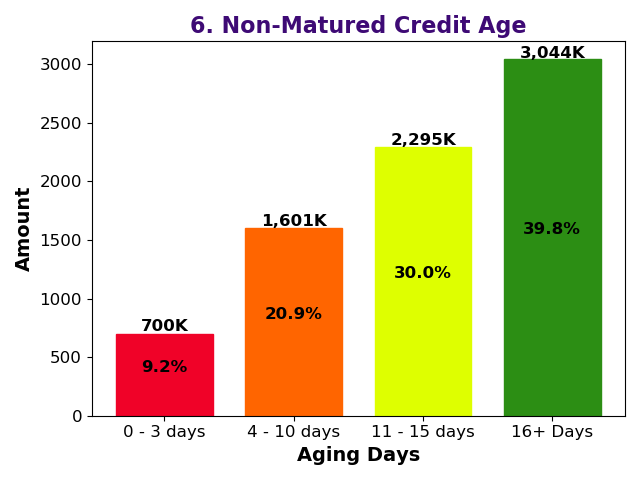 6. Non-Matured Credit Age
3,044K
3000
2500
2,295K
2000
1,601K
39.8%
1500
30.0%
1000
20.9%
700K
9.2%
500
0
Amount
0 - 3 days
4 - 10 days
11 - 15 days
16+ Days
Aging Days